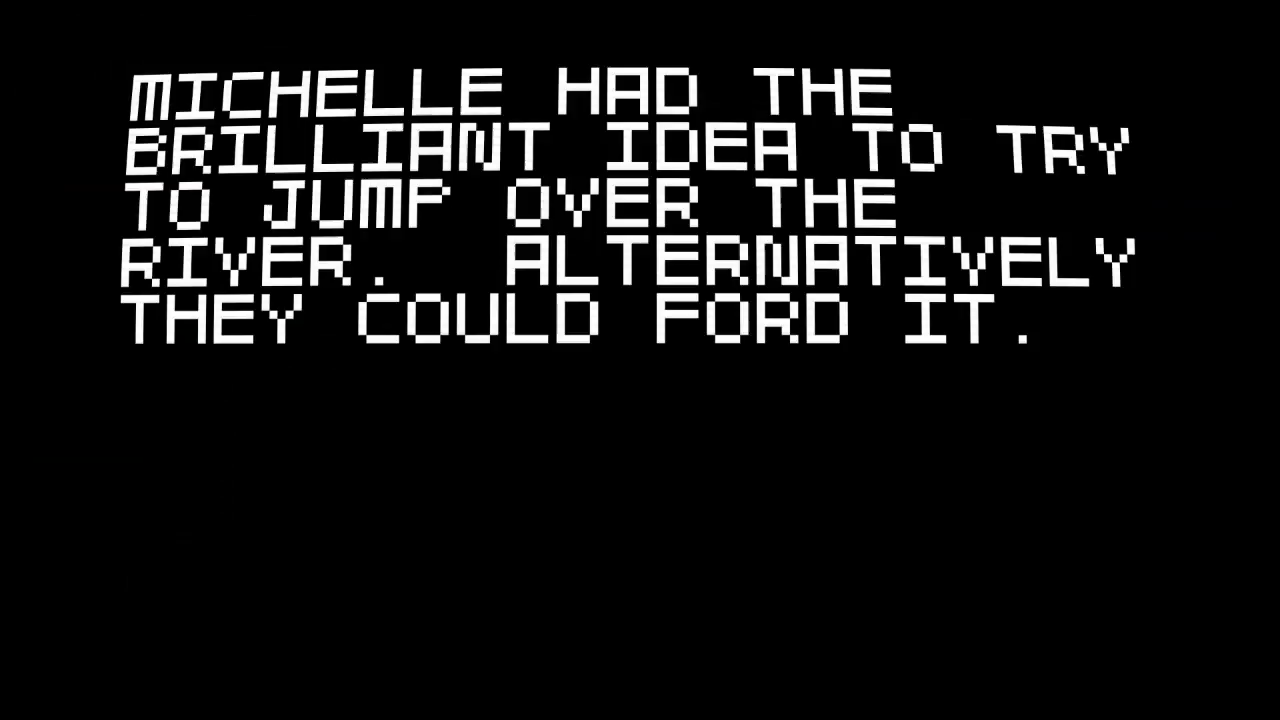 MICHELLE HAD THE
BRILLIANT IDEA TO TRY
TO JUMP OVER THE
RIVER.  ALTERNATIVELY
THEY COULD FORD IT.